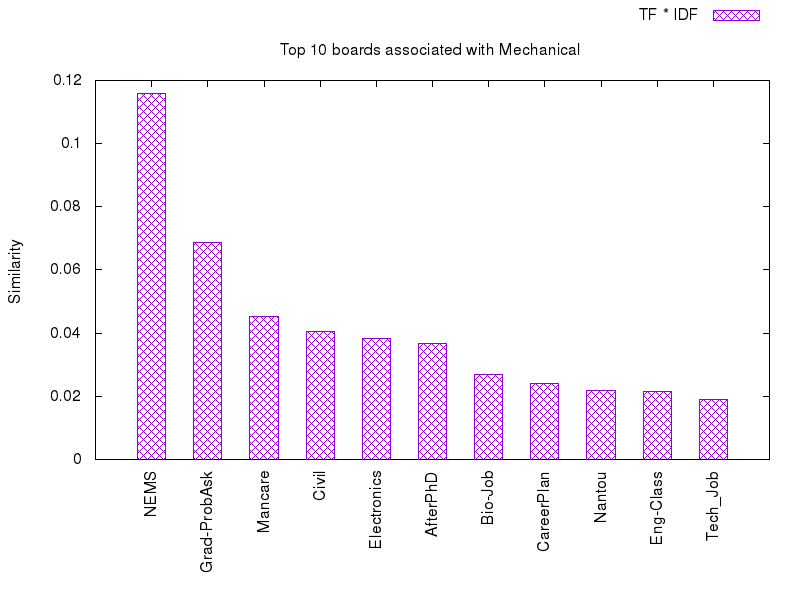 TF * IDF
Top 10 boards associated with Mechanical
0.12
0.1
0.08
0.06
0.04
0.02
0
Similarity
NEMS
Grad-ProbAsk
Mancare
Civil
Electronics
AfterPhD
Bio-Job
CareerPlan
Nantou
Eng-Class
Tech_Job